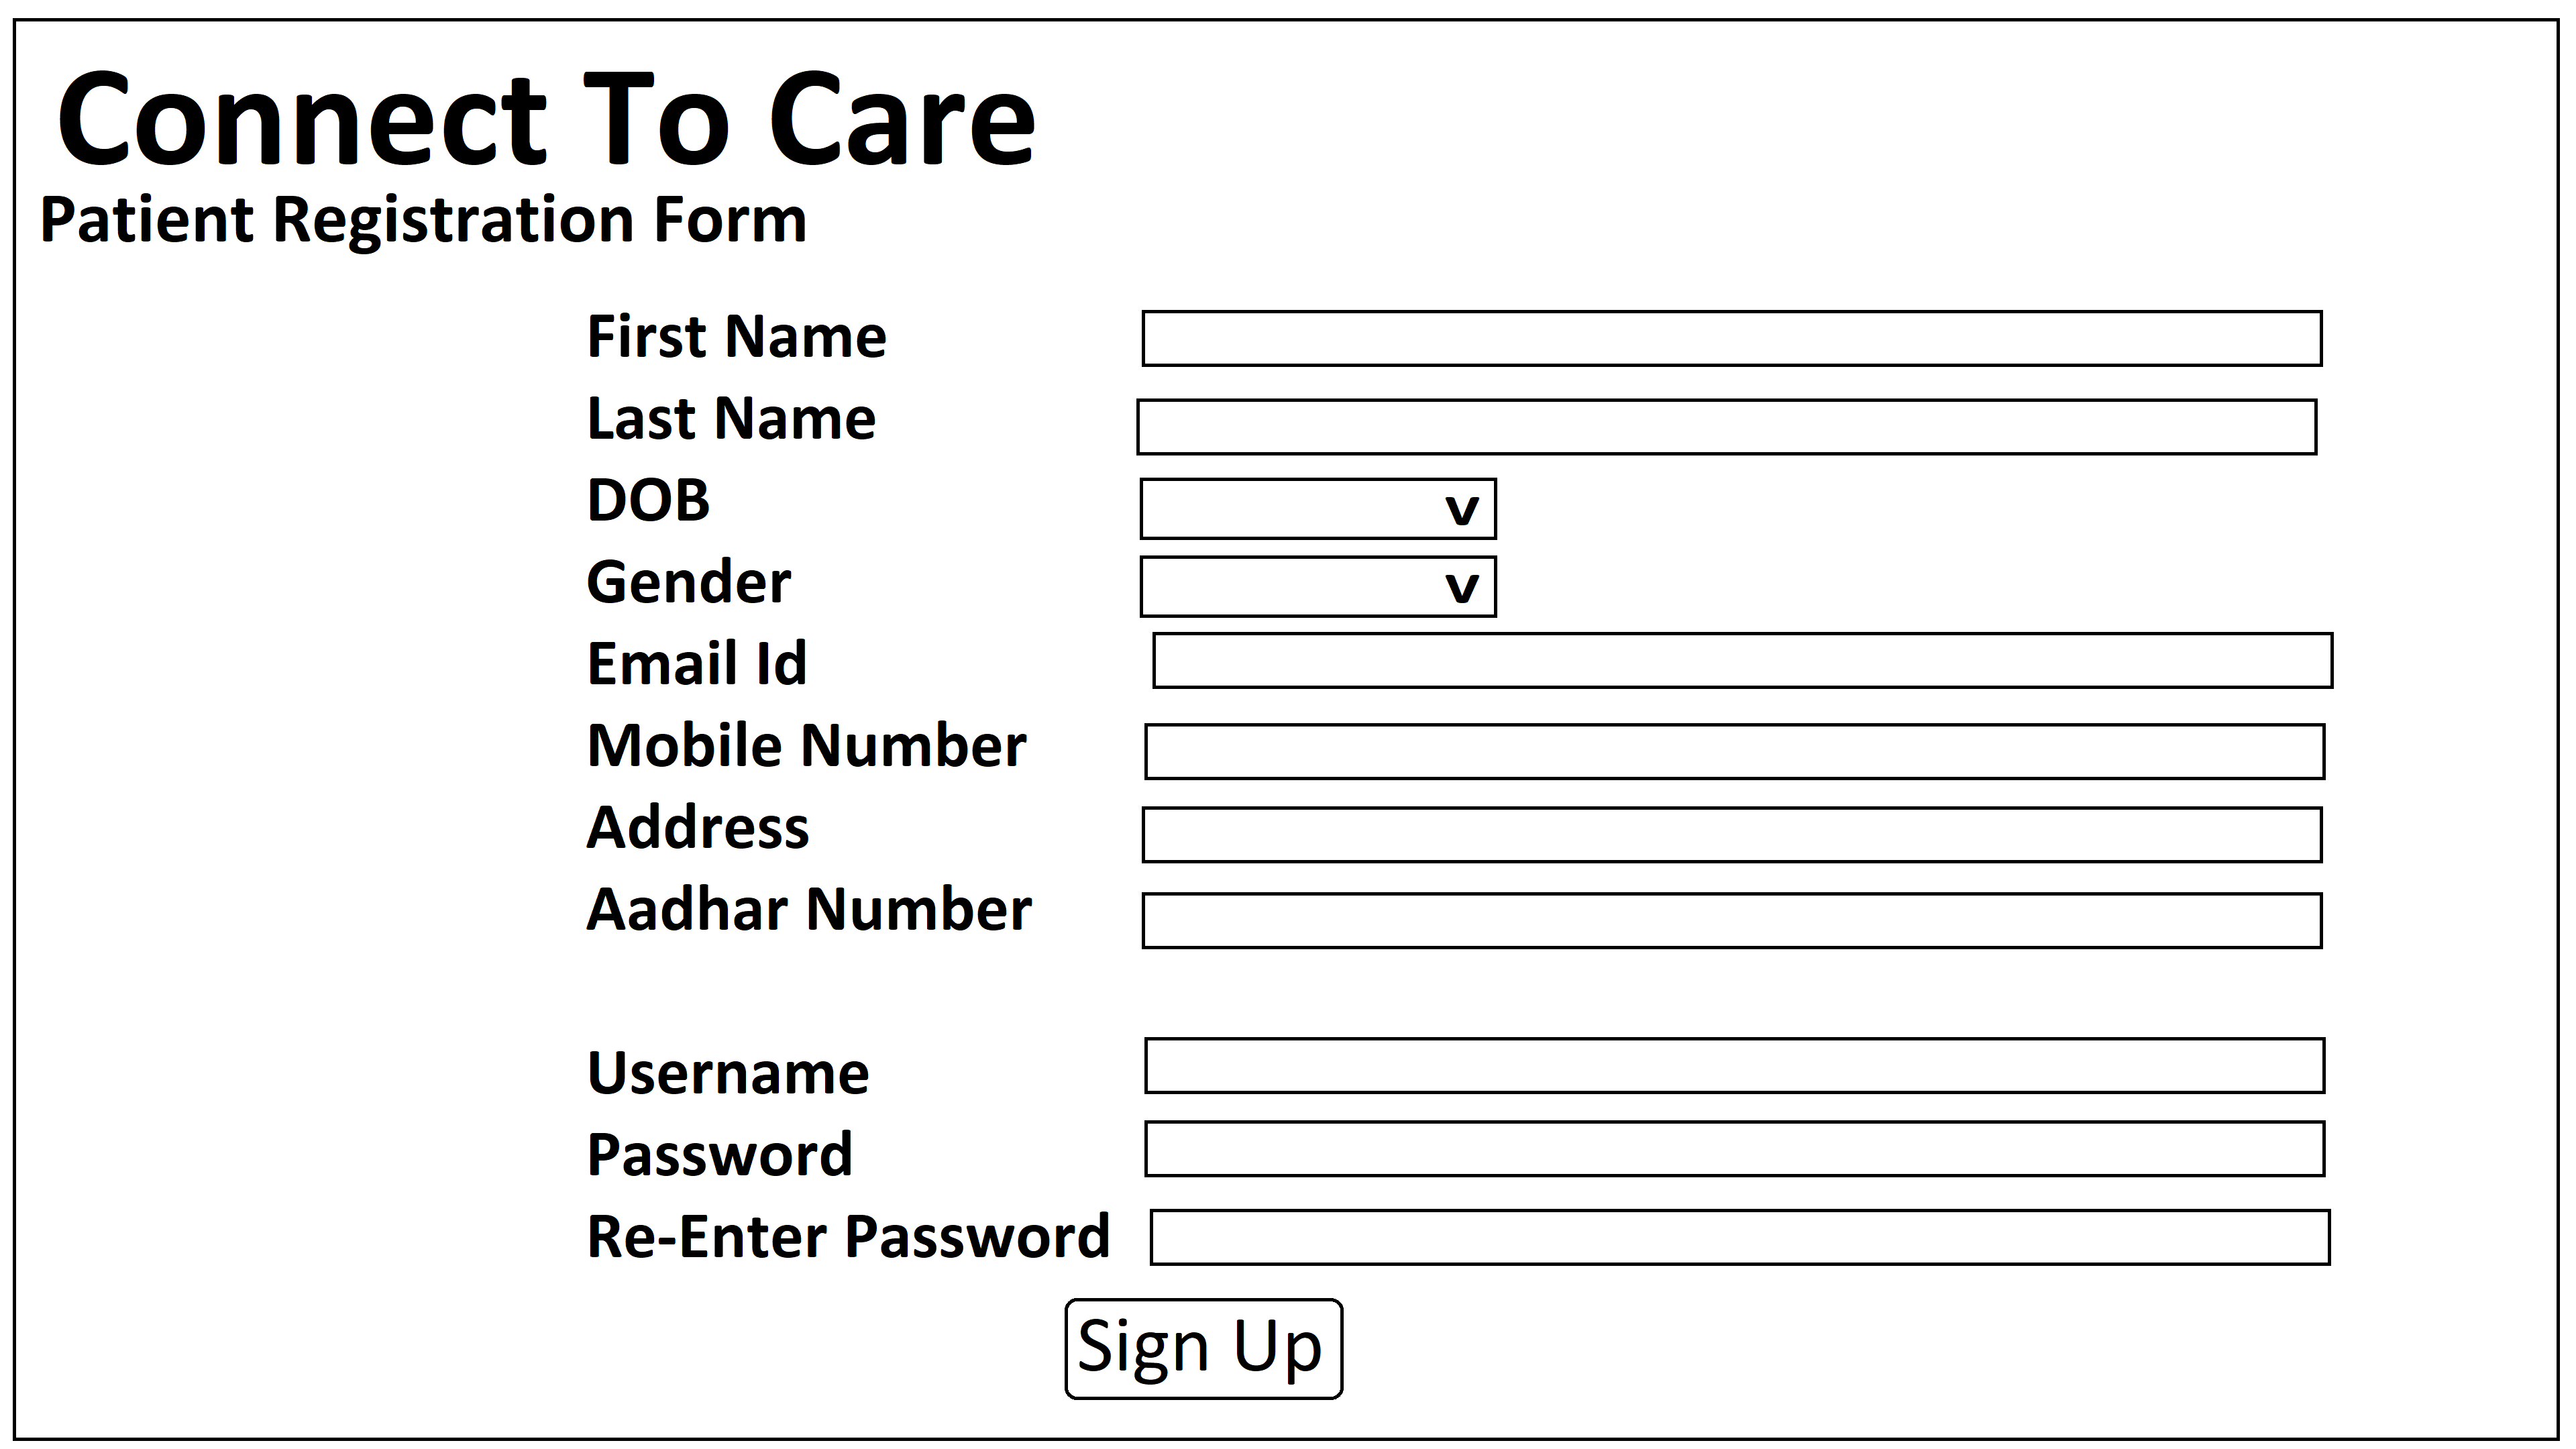 Connect To Care
Patient Registration Form
First Name
Last Name
DOB
v
Gender
v
Email Id
Mobile Number
Address
Aadhar Number
Username
Password
Re-Enter Password
Sign Up